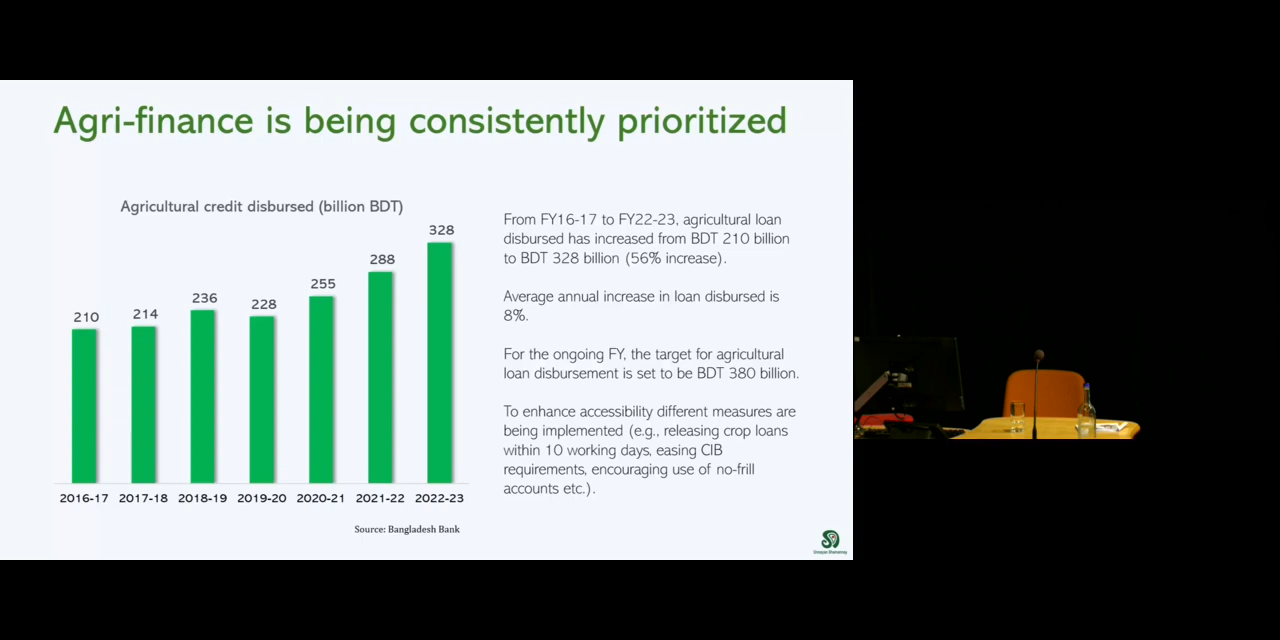 Agri-finance is being consistently prioritized
Agricultural credit disbursed (billion BDT)
210
214
236
228
255
288
328
2016-17
2017-18
2018-19
2019-20
2020-21
2021-22
2022-23
Source: Bangladesh Bank
From FY16-17 to FY22-23, agricultural loan
disbursed has increased from BDT 210 billion
to BDT 328 billion (56% increase).
Average annual increase in loan disbursed is
8%.
For the ongoing FY, the target for agricultural
loan disbursement is set to be BDT 380 billion.
To enhance accessibility different measures are
being implemented (e.g., releasing crop loans
within 10 working days, easing CIB
requirements, encouraging use of no-frill
accounts etc.).
Unnayan Shamannay